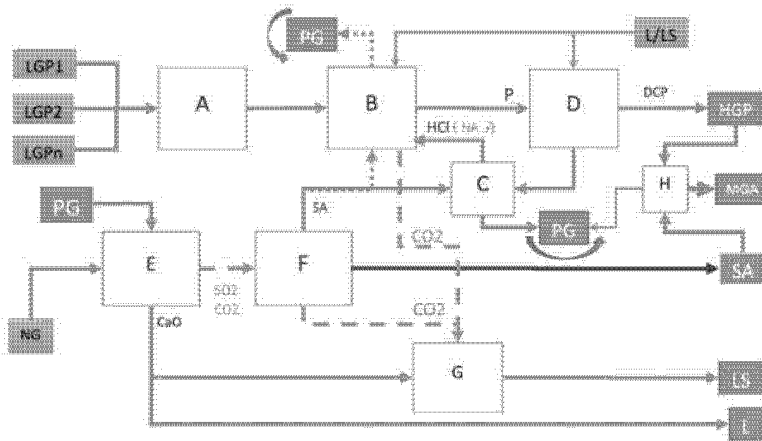 PG
L/LS
LGP1
A
B
P
D
DCP
HGP
LGP2
HCl
LGPn
C
H
PG
SA
PG
E
F
CO2
SA
SO2
CO2
CaO
CO2
NG
G
LS
L